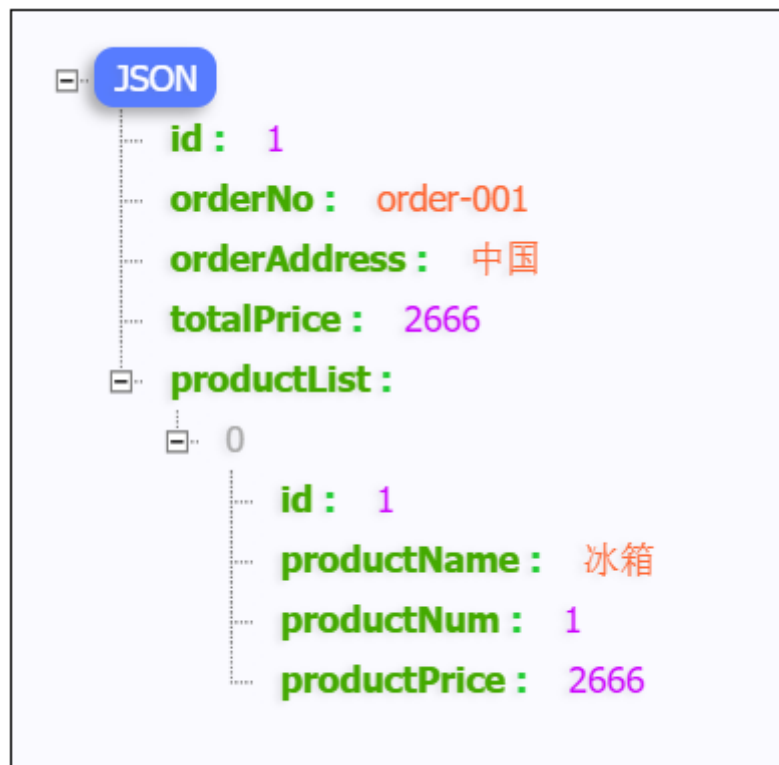 JSON
id : 1
orderNo : order-001
orderAddress : 中国
totalPrice : 2666
productList :
0
id : 1
productName : 冰箱
productNum : 1
productPrice : 2666